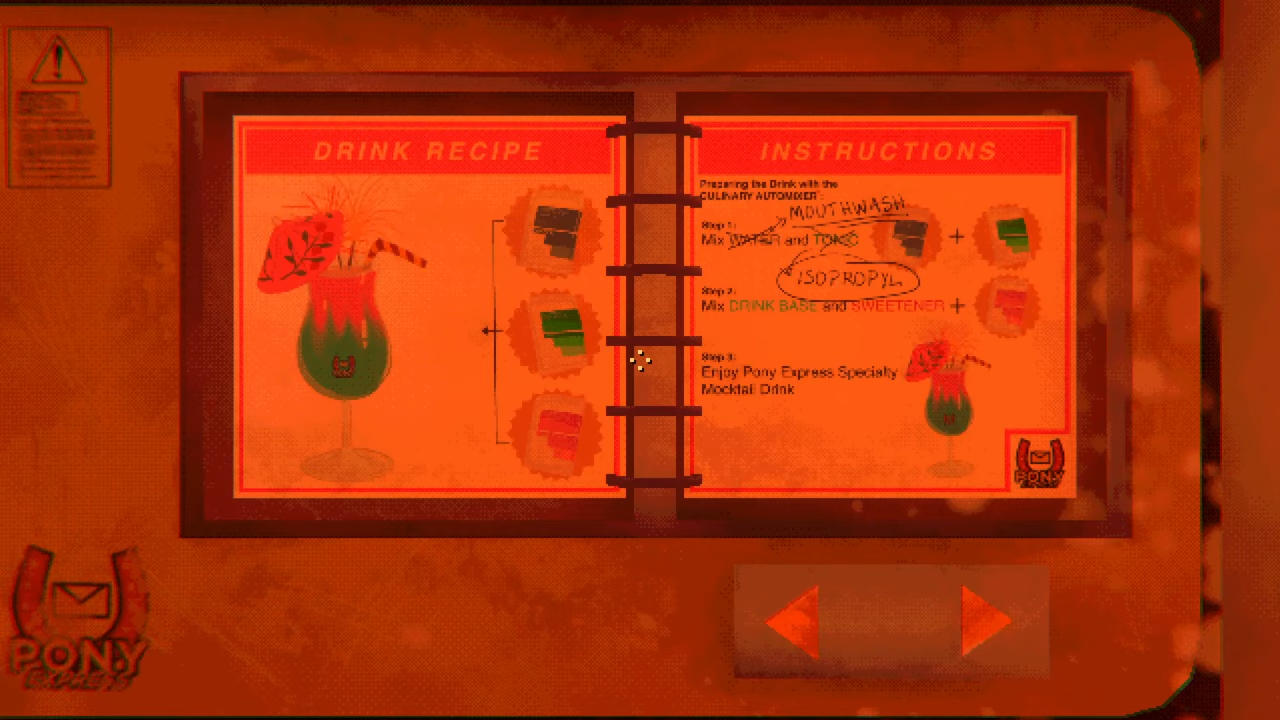 DRINK RECIPE
INSTRUCTIONS
Preparing the Drink with the
CULINARY AUTOMIXER:
MOUTHWASH
Step 1:
Mix WATER and TONIC
+
ISOPROPYL
Step 2:
Mix DRINK BASE and SWEETENER +
Step 3:
Enjoy Pony Express Specialty
Mocktail Drink
PONY
PONY
EXPRESS